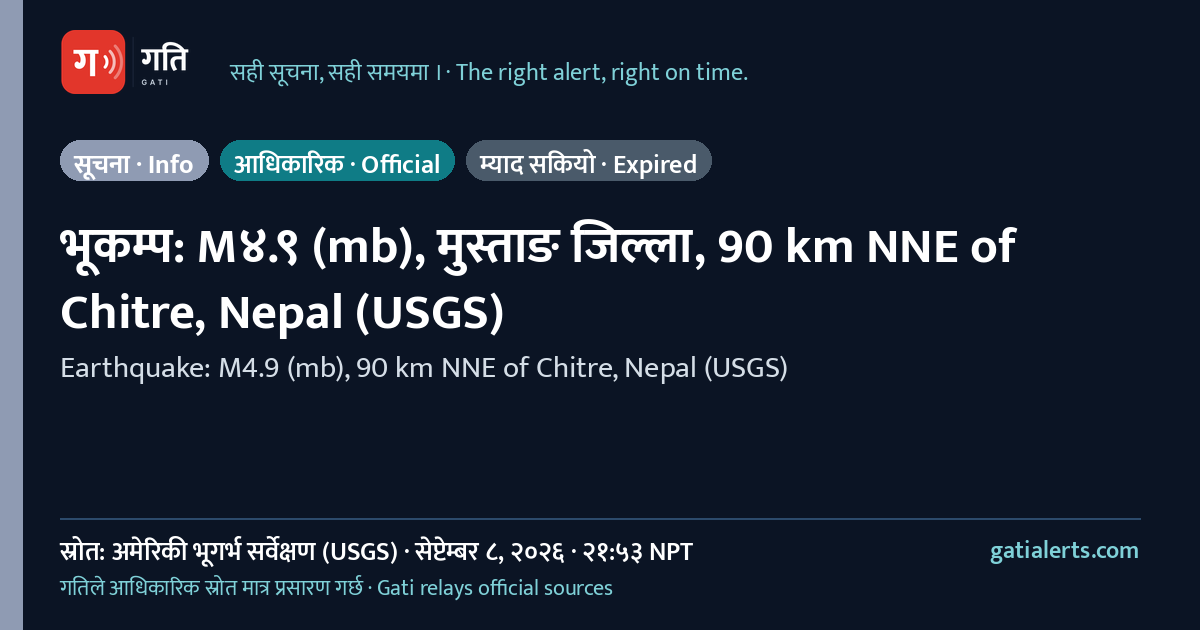 ग
गति
GATI
सही सूचना, सही समयमा । · The right alert, right on time.
सूचना · Info
आधिकारिक · Official
म्याद सकियो · Expired
भूकम्प: M४.९ (mb), मुस्ताङ जिल्ला, 90 km NNE of
Chitre, Nepal (USGS)
Earthquake: M4.9 (mb), 90 km NNE of Chitre, Nepal (USGS)
स्रोत: अमेरिकी भूगर्भ सर्वेक्षण (USGS) · सेप्टेम्बर ८, २०२६ · २१:५३ NPT
gatialerts.com
गतिले आधिकारिक स्रोत मात्र प्रसारण गर्छ · Gati relays official sources